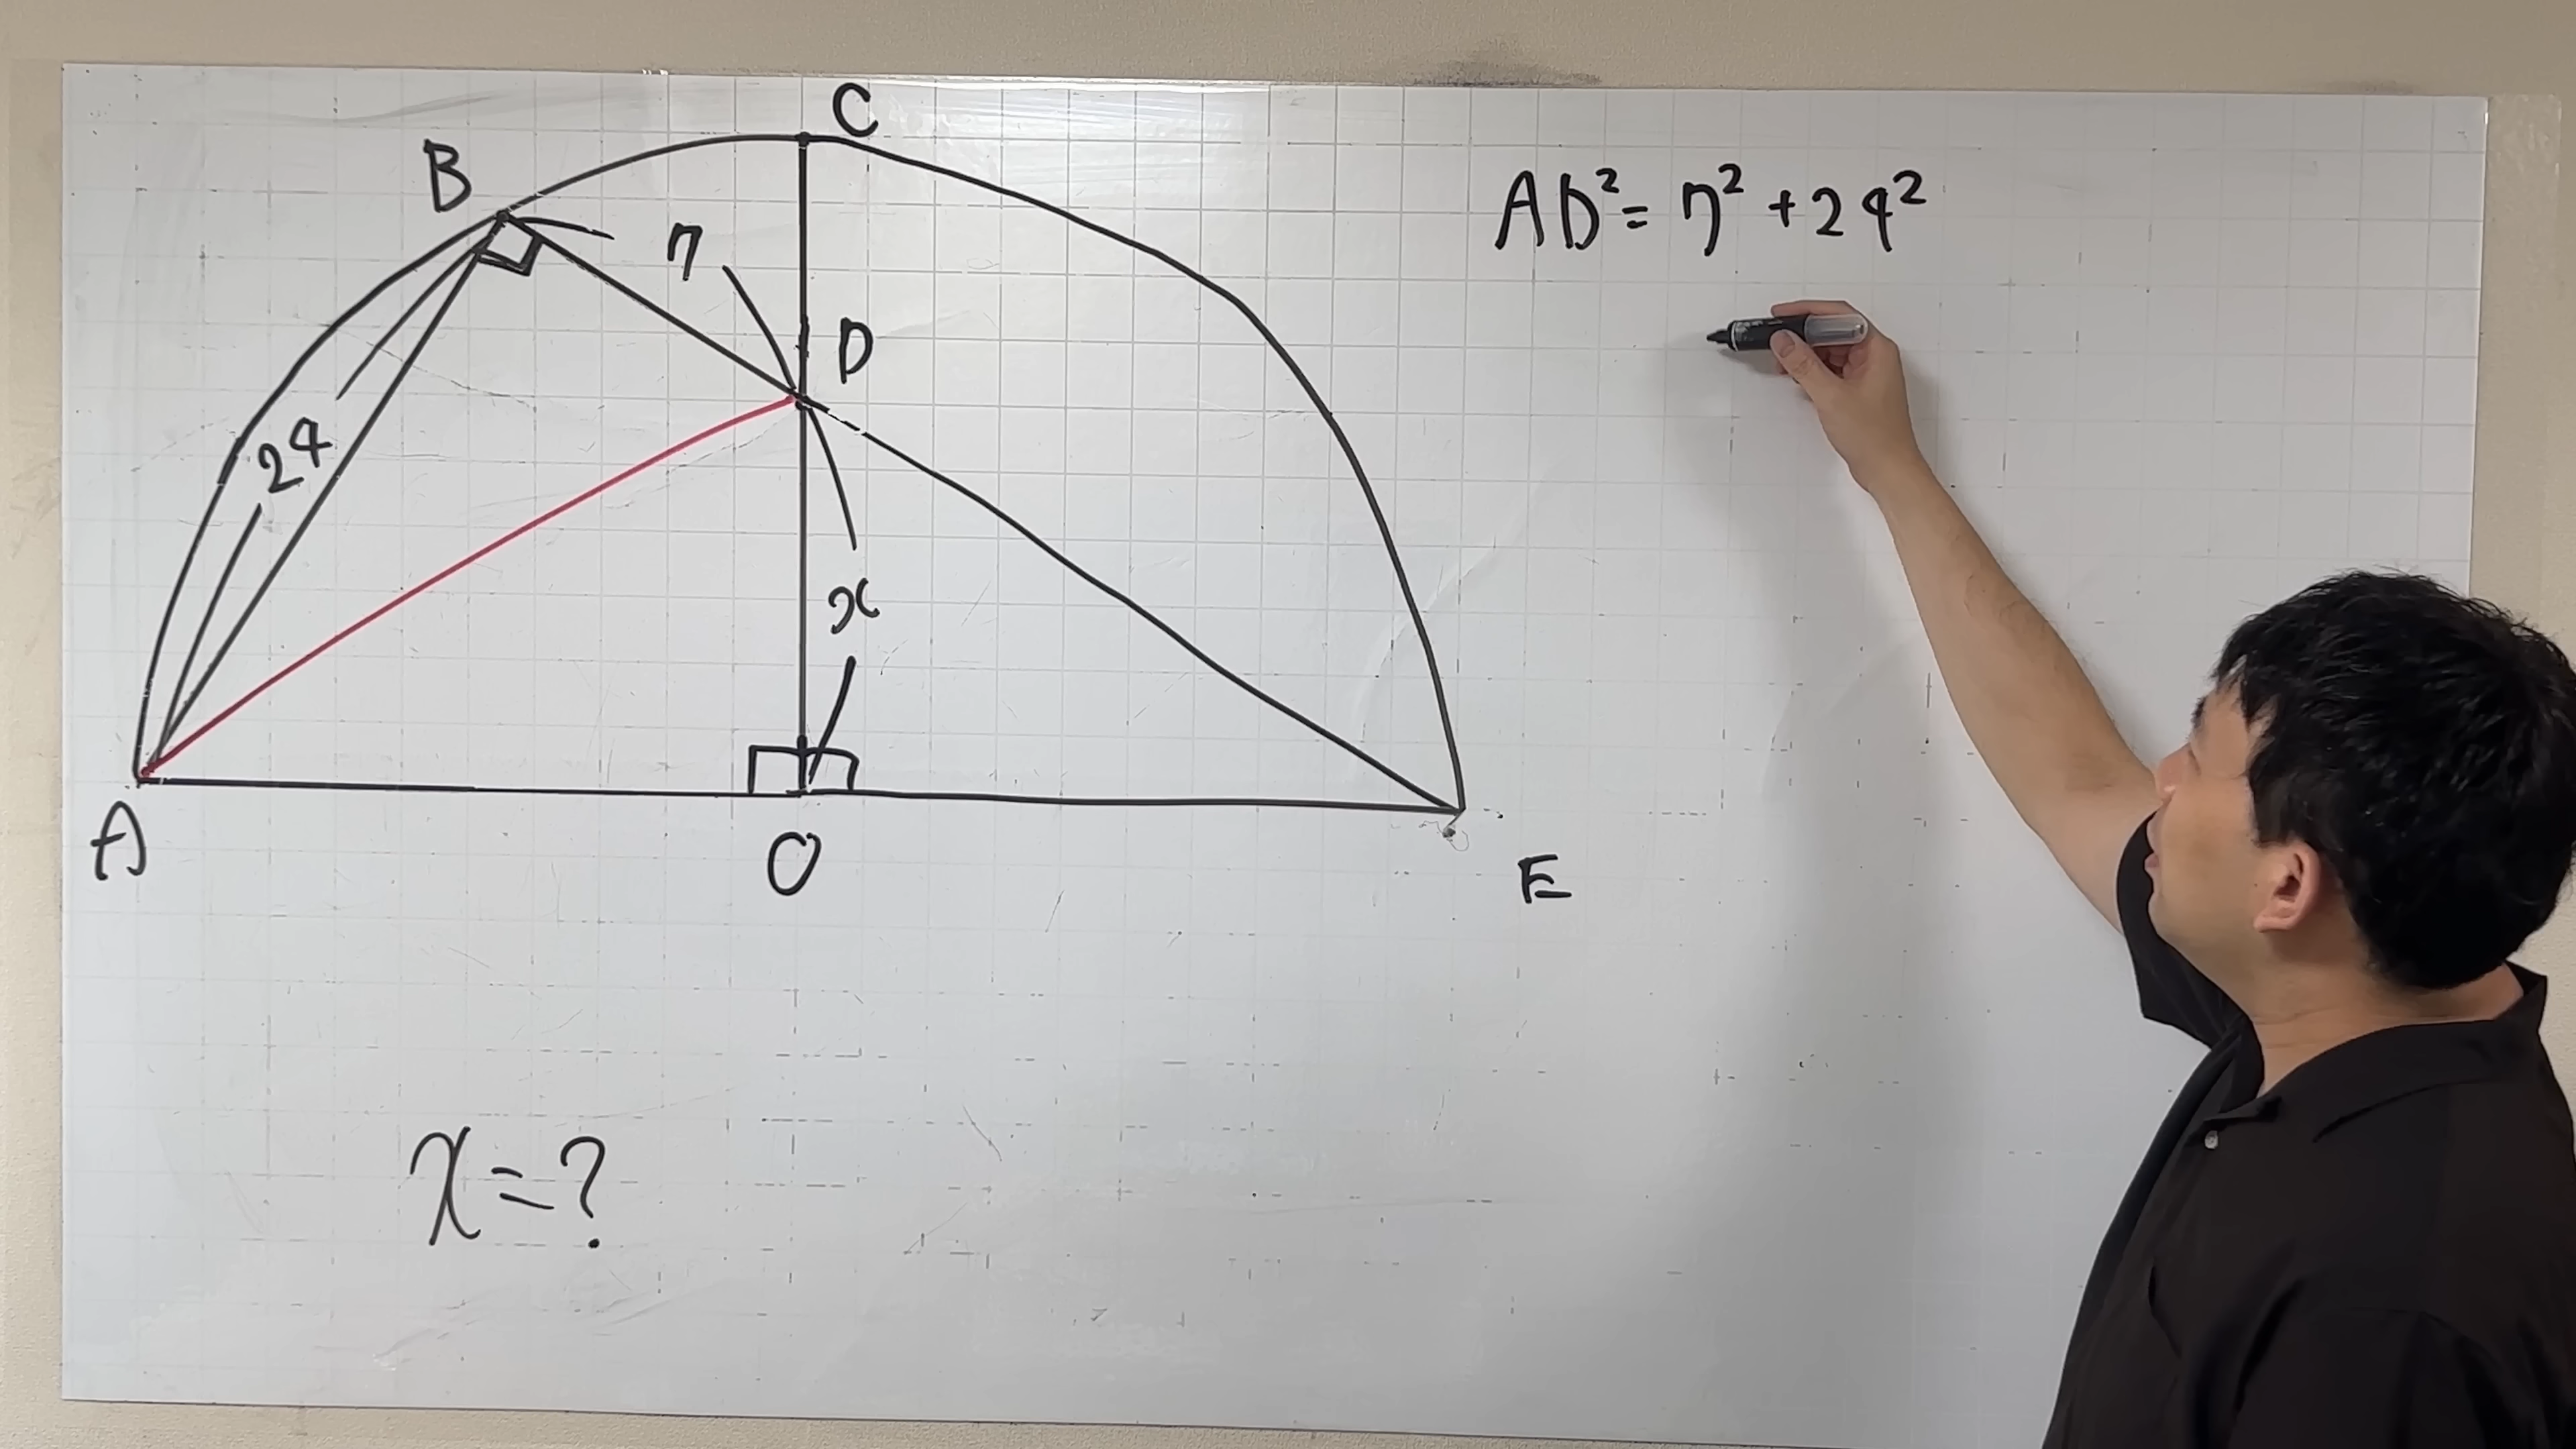 C
B
AD² = 7² + 24²
7
D
24
x
A
O
E
x = ?